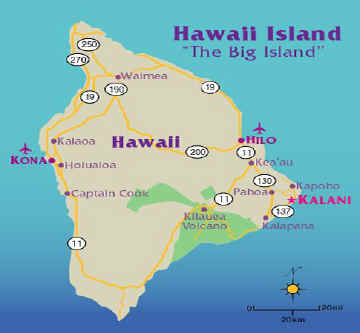 Hawaii Island
"The Big Island"
250
270
Waimea
190
19
19
Kalaoa
Hawaii
200
Hilo
Kona
Holualoa
11
Kea'au
Captain Cook
130
Pahoa
Kapoho
Kalani
11
Kilauea
Volcano
137
Kalapana
11
N
0
20mi
20km